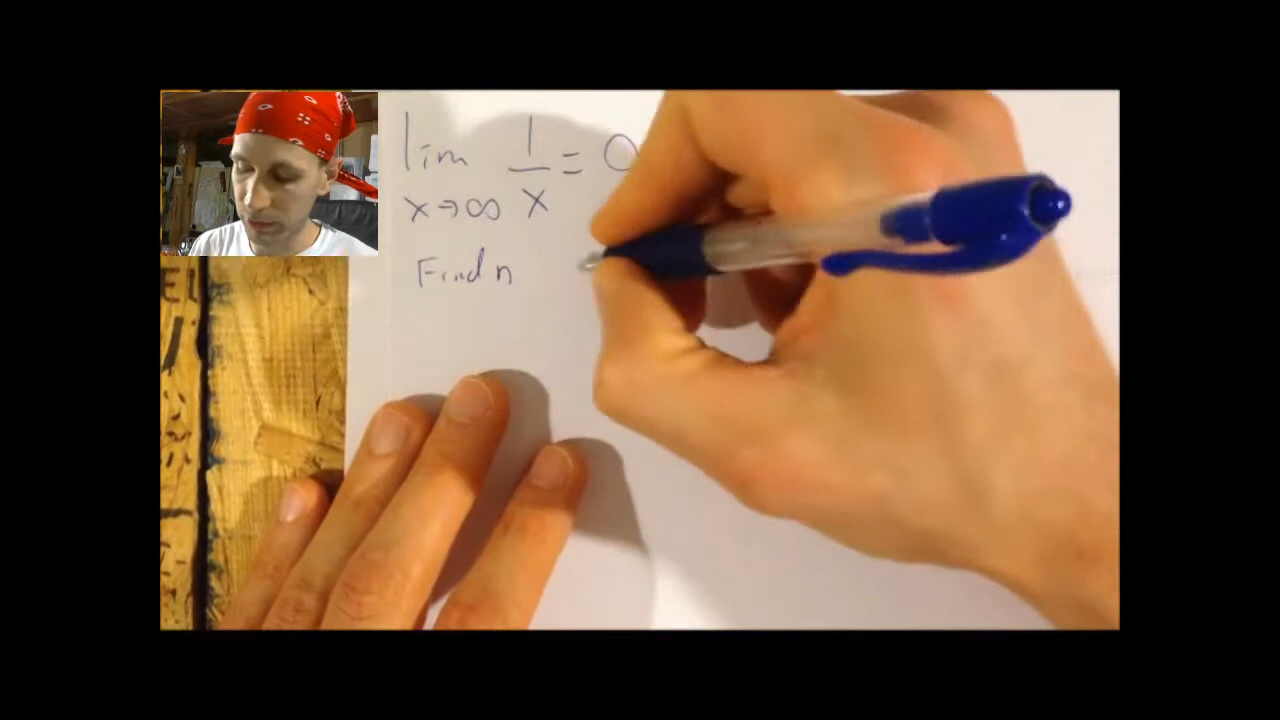 lim 1/x = 0
x→∞
Find n